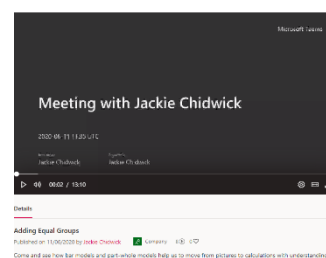 Microsoft Teams
Meeting with Jackie Chidwick
Jackie Chidwick Jackie Chidwick
00:02 / 13:10
Details
Adding Equal Groups
Published on 11/06/2020 by Jackie Chidwick Company
Come and see how bar models and part-whole models help us to move from pictures to calculations with understanding